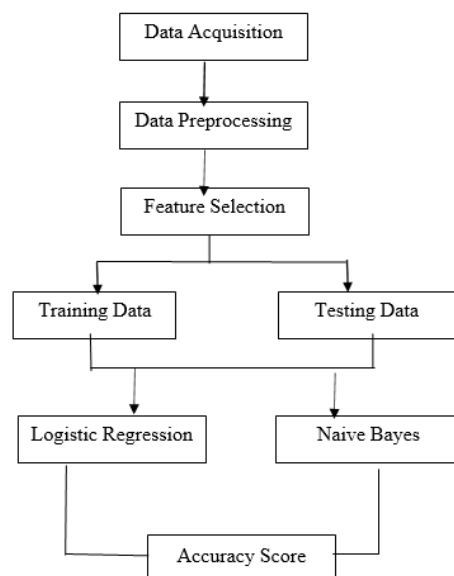 Data Acquisition
Data Preprocessing
Feature Selection
Training Data
Testing Data
Logistic Regression
Naive Bayes
Accuracy Score